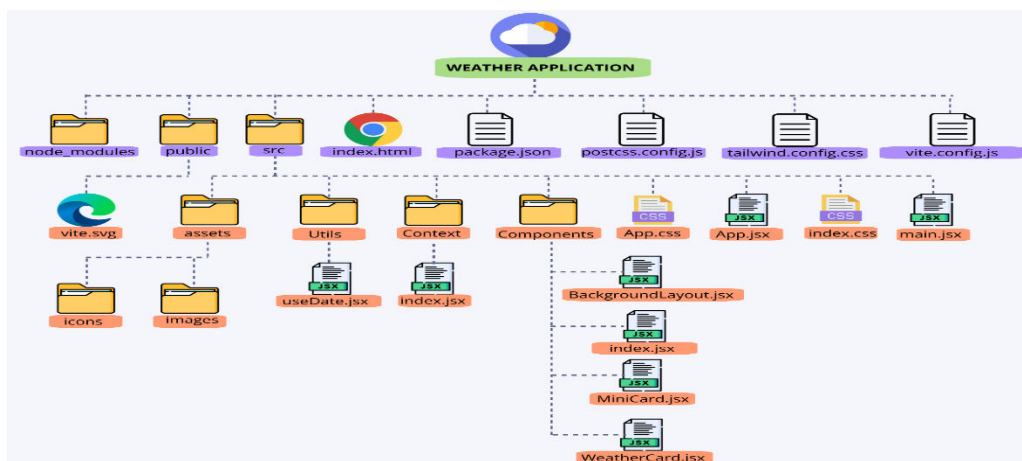 WEATHER APPLICATION
node_modules
public
src
index.html
package.json
postcss.config.js
tailwind.config.css
vite.config.js
vite.svg
assets
Utils
Context
Components
CSS
App.css
JSX
App.jsx
CSS
index.css
JSX
main.jsx
icons
images
JSX
useDate.jsx
JSX
index.jsx
JSX
BackgroundLayout.jsx
JSX
index.jsx
JSX
MiniCard.jsx
JSX
WeatherCard.jsx